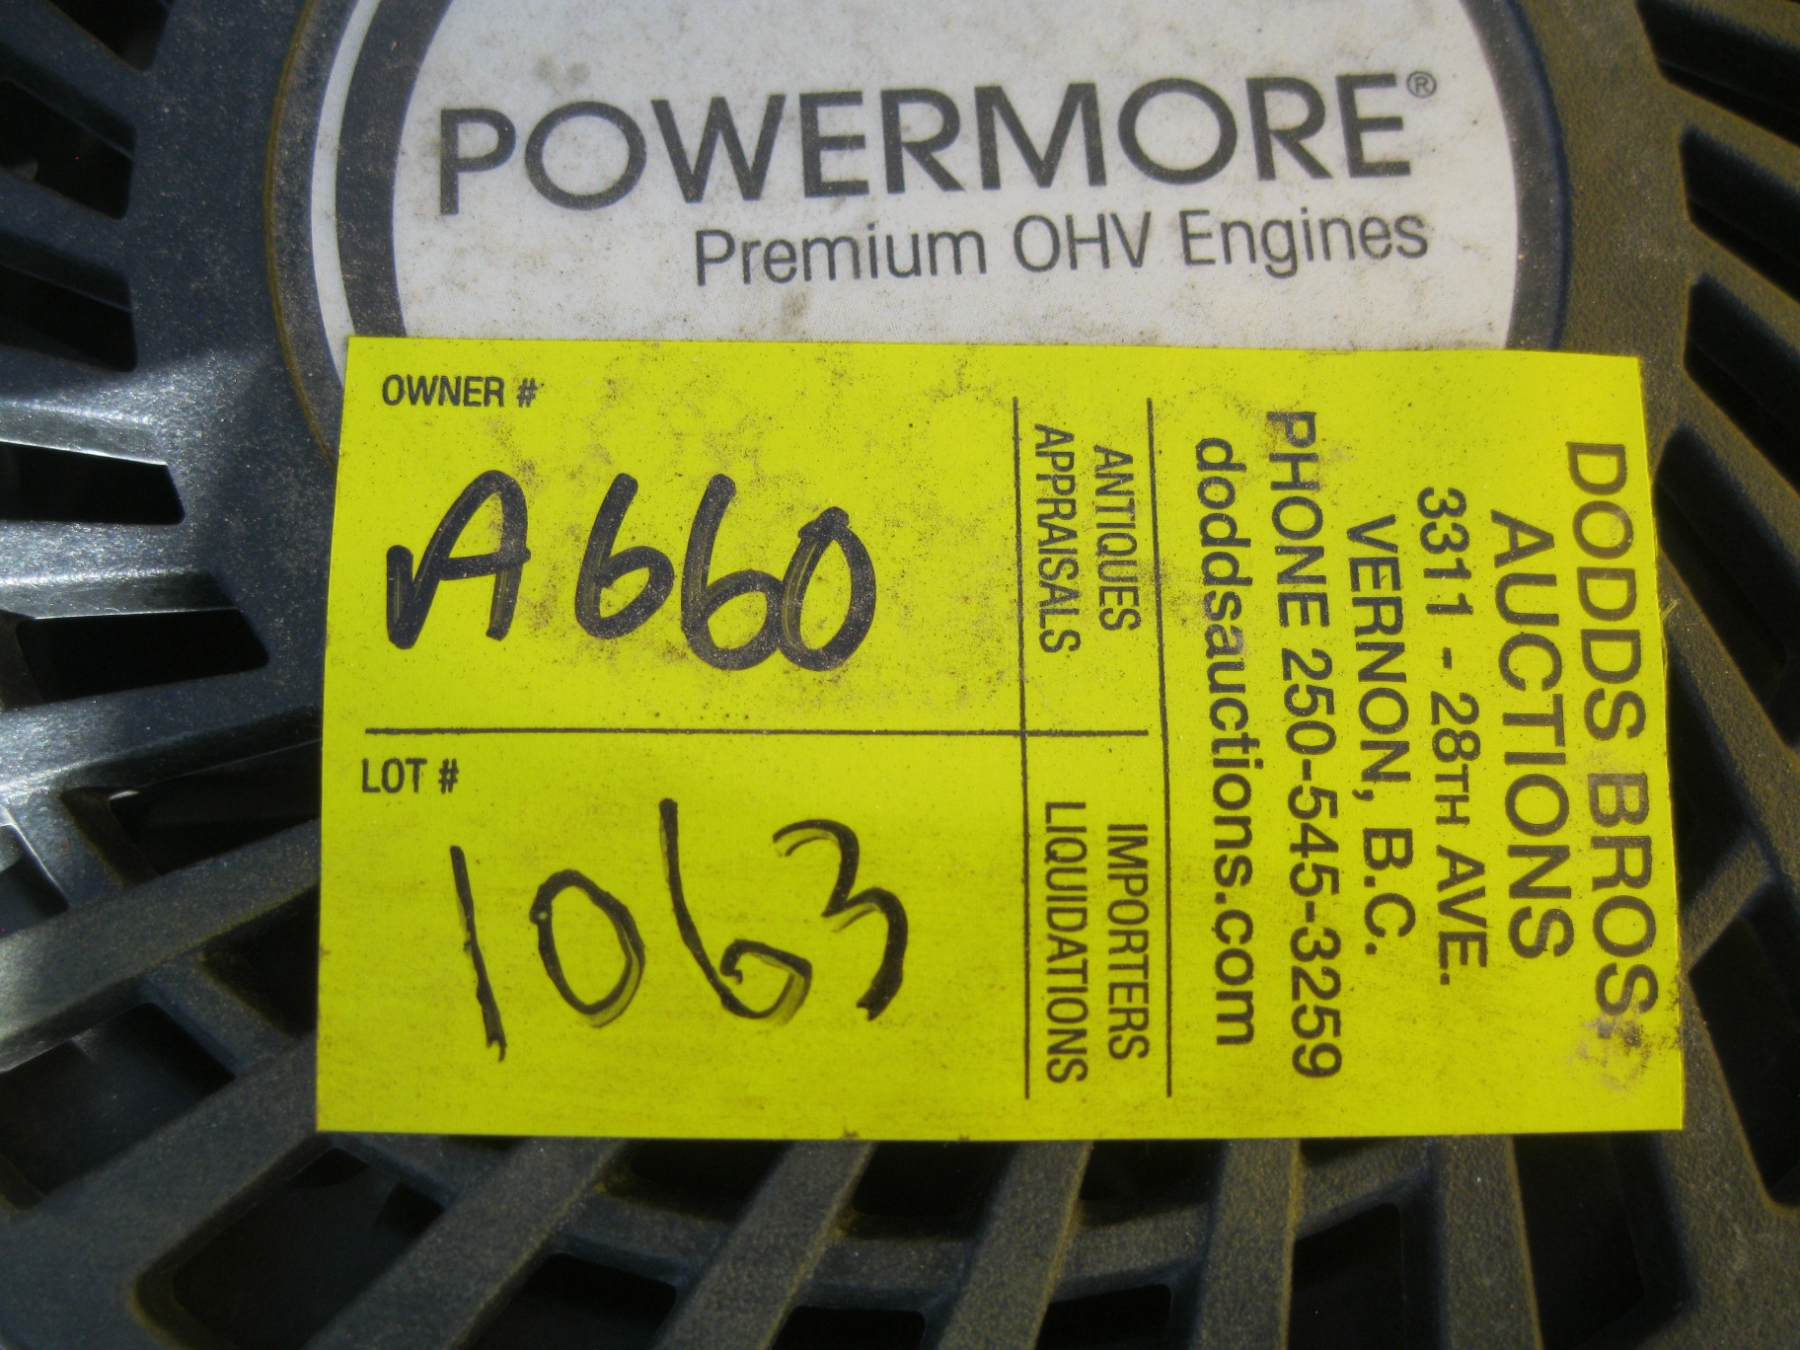 POWERMORE®
Premium OHV Engines
OWNER #
A660
LOT #
1063
DODDS BROS
AUCTIONS
3311 - 28TH AVE.
VERNON, B.C.
PHONE 250-545-3259
doddsauctions.com
ANTIQUES
APPRAISALS
IMPORTERS
LIQUIDATIONS